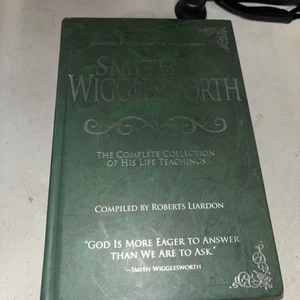 SMITH
WIGGLESWORTH
THE COMPLETE COLLECTION
OF HIS LIFE TEACHINGS
COMPILED BY ROBERTS LIARDON
"GOD IS MORE EAGER TO ANSWER
THAN WE ARE TO ASK."
—SMITH WIGGLESWORTH